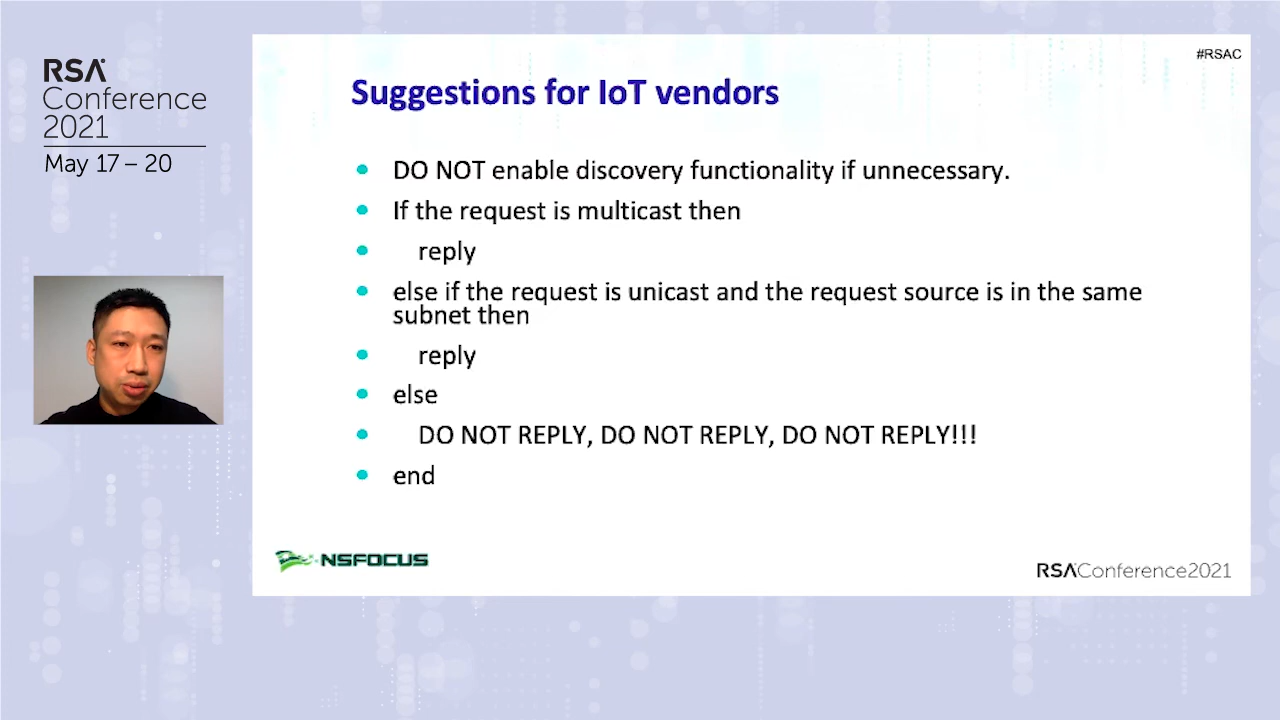 RSA
Conference
2021
May 17 – 20
#RSAC
Suggestions for IoT vendors
DO NOT enable discovery functionality if unnecessary.
If the request is multicast then
reply
else if the request is unicast and the request source is in the same
subnet then
reply
else
DO NOT REPLY, DO NOT REPLY, DO NOT REPLY!!!
end
NSFOCUS
RSAConference2021